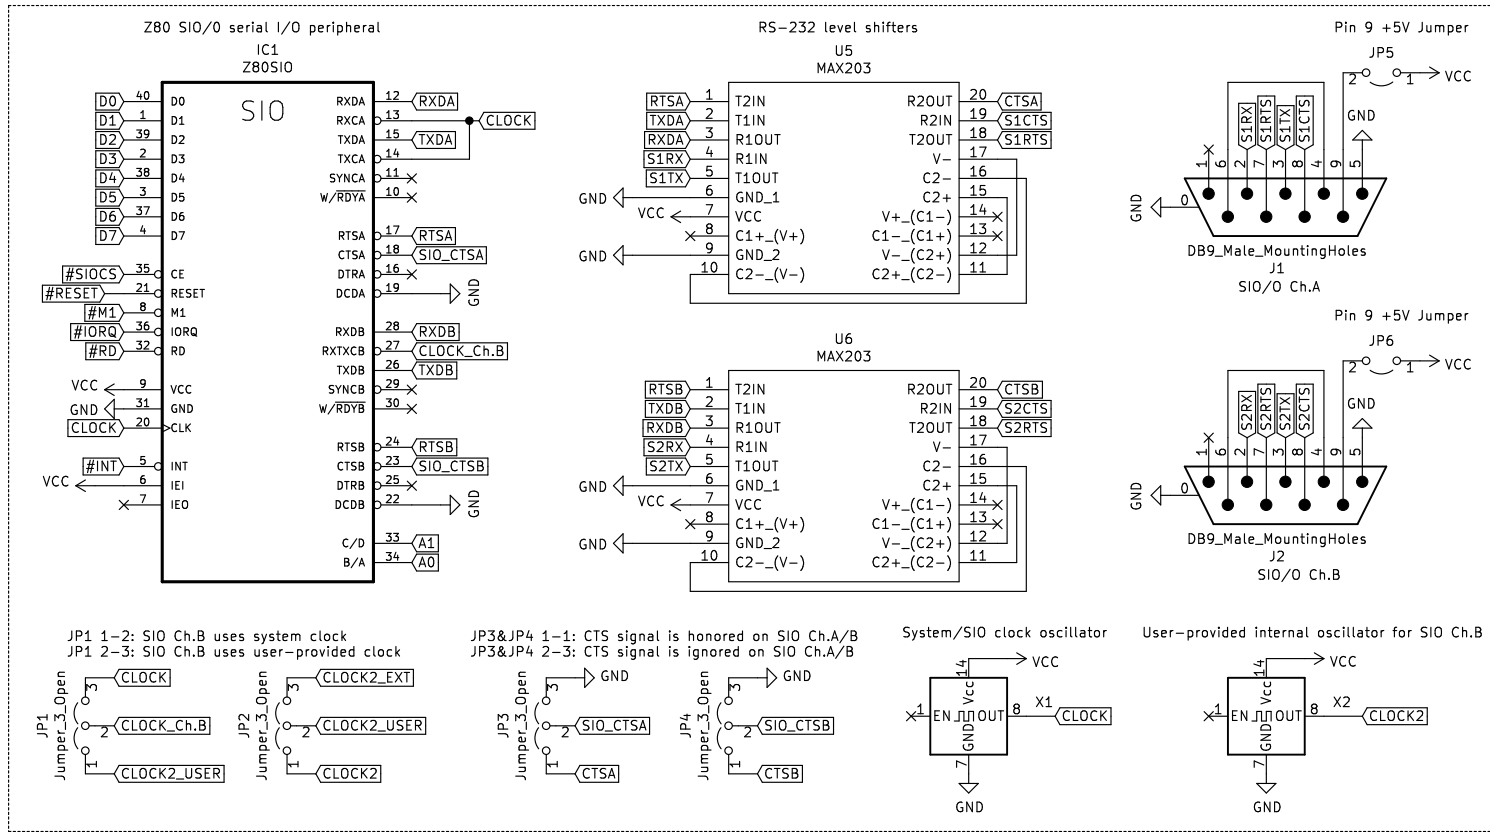 Z80 SIO/0 serial I/O peripheral
IC1
Z80SIO
SIO
D0 40 D0
D1 1 D1
D2 39 D2
D3 2 D3
D4 38 D4
D5 3 D5
D6 37 D6
D7 4 D7
#SIOCS 35 CE
#RESET 21 RESET
#M1 8 M1
#IORQ 36 IORQ
#RD 32 RD
VCC 9 VCC
GND 31 GND
CLOCK 20 CLK
#INT 5 INT
VCC 6 IEI
7 IEO
RXDA 12 RXDA
RXCA 13 CLOCK
TXDA 15 TXDA
TXCA 14
SYNCA 11
W/RDYA 10
RTSA 17 RTSA
CTSA 18 SIO_CTSA
DTRA 16
DCDA 19 GND
RXDB 28 RXDB
RXTXCB 27 CLOCK_Ch.B
TXDB 26 TXDB
SYNCB 29
W/RDYB 30
RTSB 24 RTSB
CTSB 23 SIO_CTSB
DTRB 25
DCDB 22 GND
C/D 33 A1
B/A 34 A0
RS-232 level shifters
U5
MAX203
RTSA 1 T2IN
TXDA 2 T1IN
RXDA 3 R1OUT
S1RX 4 R1IN
S1TX 5 T1OUT
GND 6 GND_1
VCC 7 VCC
8 C1+_(V+)
GND 9 GND_2
10 C2-_(V-)
R2OUT 20 CTSA
R2IN 19 S1CTS
T2OUT 18 S1RTS
V- 17
C2- 16
C2+ 15
V+_(C1-) 14
C1-_(C1+) 13
V-_(C2+) 12
C2+_(C2-) 11
U6
MAX203
RTSB 1 T2IN
TXDB 2 T1IN
RXDB 3 R1OUT
S2RX 4 R1IN
S2TX 5 T1OUT
GND 6 GND_1
VCC 7 VCC
8 C1+_(V+)
GND 9 GND_2
10 C2-_(V-)
R2OUT 20 CTSB
R2IN 19 S2CTS
T2OUT 18 S2RTS
V- 17
C2- 16
C2+ 15
V+_(C1-) 14
C1-_(C1+) 13
V-_(C2+) 12
C2+_(C2-) 11
Pin 9 +5V Jumper
JP5
2 1 VCC
S1RX S1RTS S1TX S1CTS GND
1 6 2 7 3 8 4 9 5
GND 0
DB9_Male_MountingHoles
J1
SIO/0 Ch.A
Pin 9 +5V Jumper
JP6
2 1 VCC
S2RX S2RTS S2TX S2CTS GND
1 6 2 7 3 8 4 9 5
GND 0
DB9_Male_MountingHoles
J2
SIO/0 Ch.B
JP1 1-2: SIO Ch.B uses system clock
JP1 2-3: SIO Ch.B uses user-provided clock
JP1
Jumper_3_Open
3 CLOCK
2 CLOCK_Ch.B
1 CLOCK2_USER
JP2
Jumper_3_Open
3 CLOCK2_EXT
2 CLOCK2_USER
1 CLOCK2
JP3&JP4 1-1: CTS signal is honored on SIO Ch.A/B
JP3&JP4 2-3: CTS signal is ignored on SIO Ch.A/B
JP3
Jumper_3_Open
3 GND
2 SIO_CTSA
1 CTSA
JP4
Jumper_3_Open
3 GND
2 SIO_CTSB
1 CTSB
System/SIO clock oscillator
14 VCC
Vcc
1 EN OUT 8 X1 CLOCK
GND
7
GND
User-provided internal oscillator for SIO Ch.B
14 VCC
Vcc
1 EN OUT 8 X2 CLOCK2
GND
7
GND